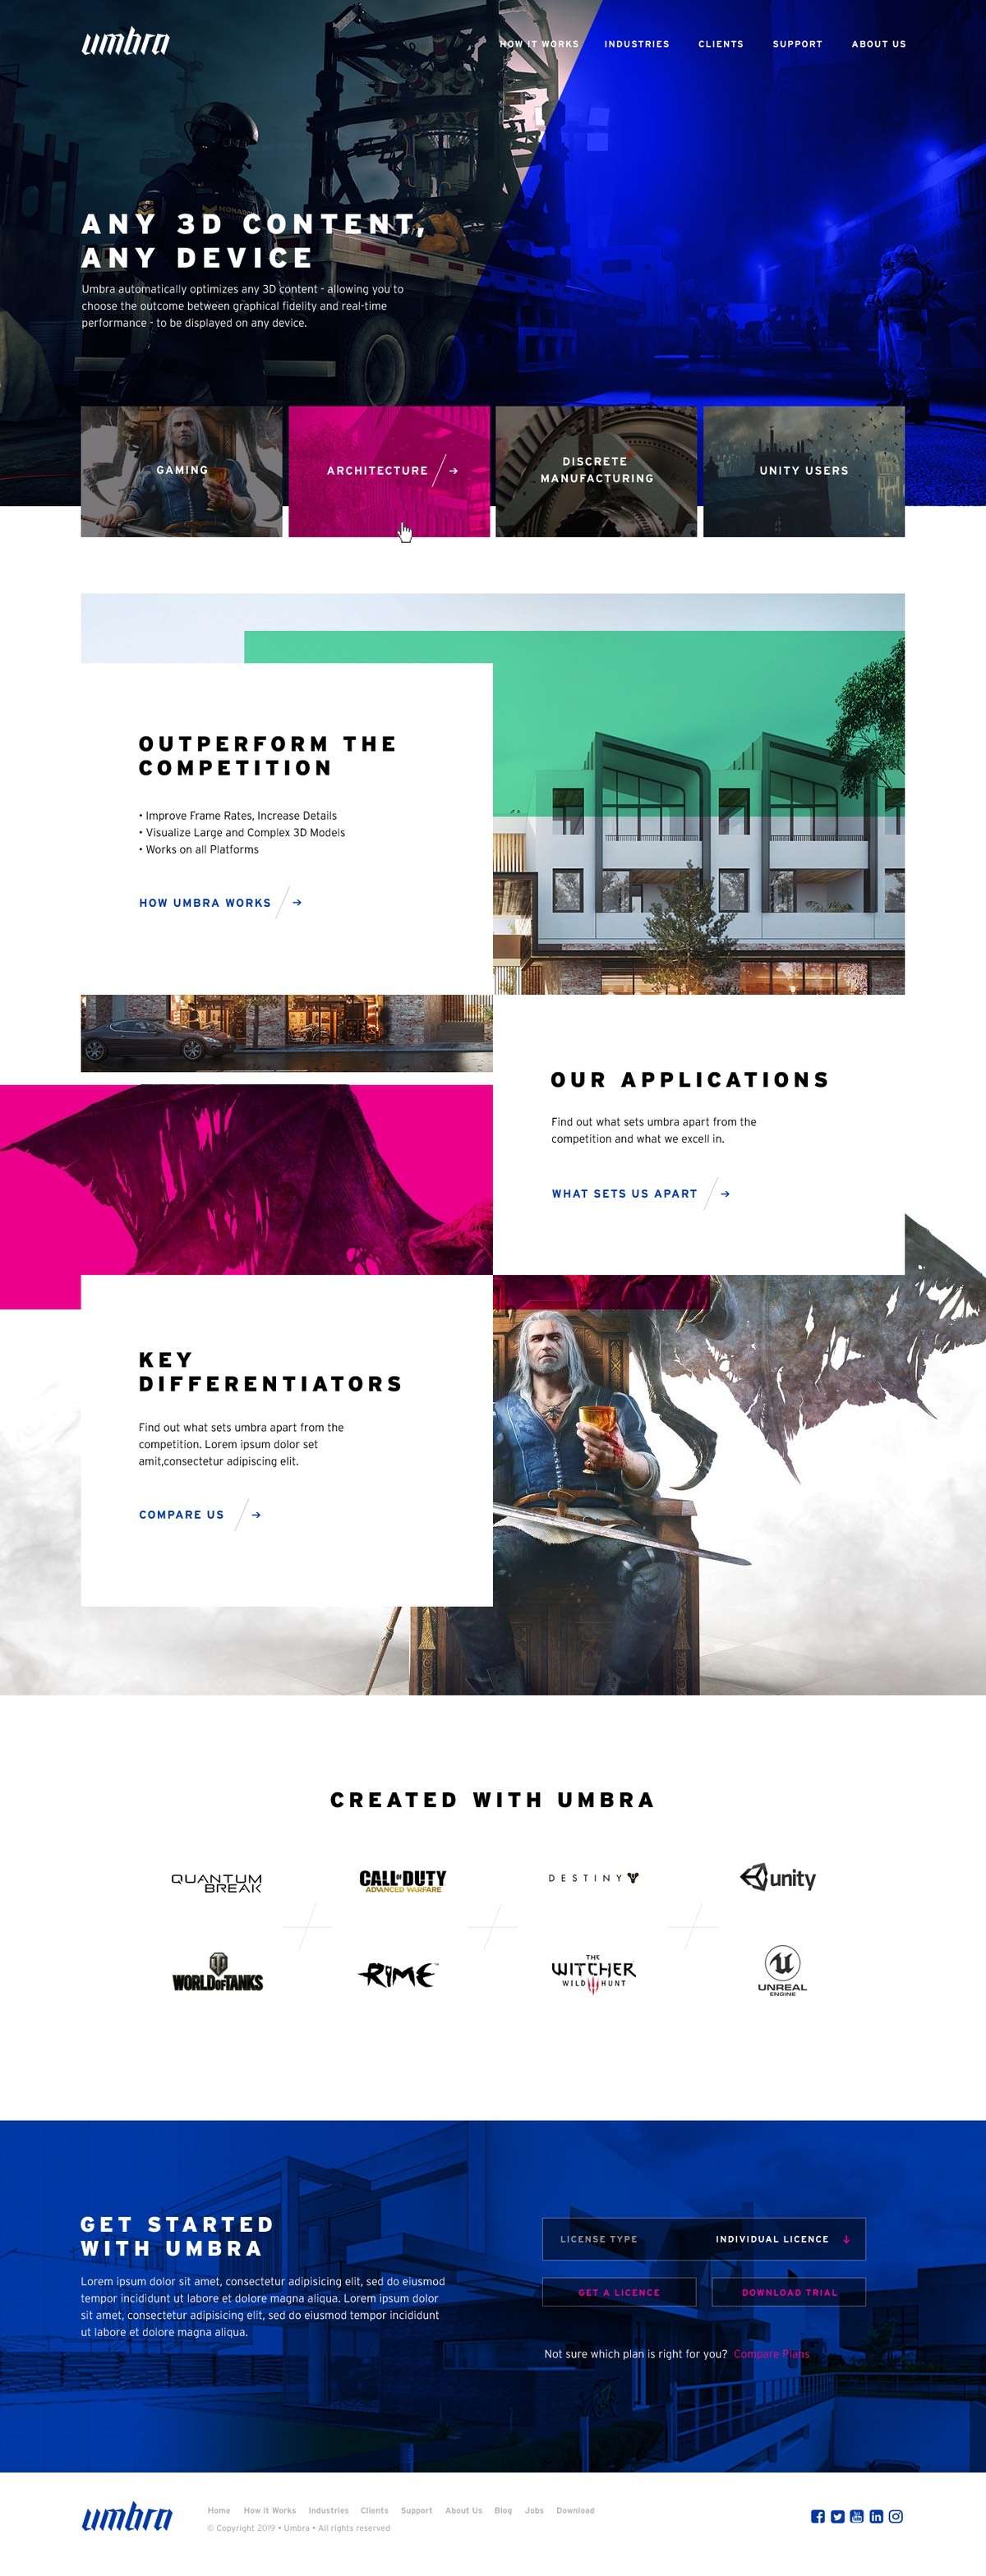 umbra
HOW IT WORKS INDUSTRIES CLIENTS SUPPORT ABOUT US
ANY 3D CONTENT,
ANY DEVICE
Umbra automatically optimizes any 3D content - allowing you to
choose the outcome between graphical fidelity and real-time
performance - to be displayed on any device.
GAMING
ARCHITECTURE
DISCRETE
MANUFACTURING
UNITY USERS
OUTPERFORM THE
COMPETITION
• Improve Frame Rates, Increase Details
• Visualize Large and Complex 3D Models
• Works on all Platforms
HOW UMBRA WORKS
OUR APPLICATIONS
Find out what sets umbra apart from the
competition and what we excell in.
WHAT SETS US APART
KEY
DIFFERENTIATORS
Find out what sets umbra apart from the
competition. Lorem ipsum dolor set
amit,consectetur adipiscing elit.
COMPARE US
CREATED WITH UMBRA
QUANTUM
BREAK
CALL OF DUTY
ADVANCED WARFARE
DESTINY
unity
WORLD OF TANKS
RiME
THE
WITCHER
WILD HUNT
UNREAL
ENGINE
GET STARTED
WITH UMBRA
Lorem ipsum dolor sit amet, consectetur adipisicing elit, sed do eiusmod
tempor incididunt ut labore et dolore magna aliqua. Lorem ipsum dolor
sit amet, consectetur adipisicing elit, sed do eiusmod tempor incididunt
ut labore et dolore magna aliqua.
LICENSE TYPE INDIVIDUAL LICENCE
GET A LICENCE DOWNLOAD TRIAL
Not sure which plan is right for you? Compare Plans
umbra
Home How it Works Industries Clients Support About Us Blog Jobs Download
© Copyright 2019 • Umbra • All rights reserved